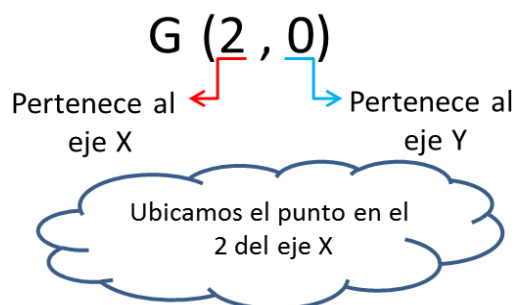 G (2 , 0)
Pertenece al
eje X
Pertenece al
eje Y
Ubicamos el punto en el
2 del eje X